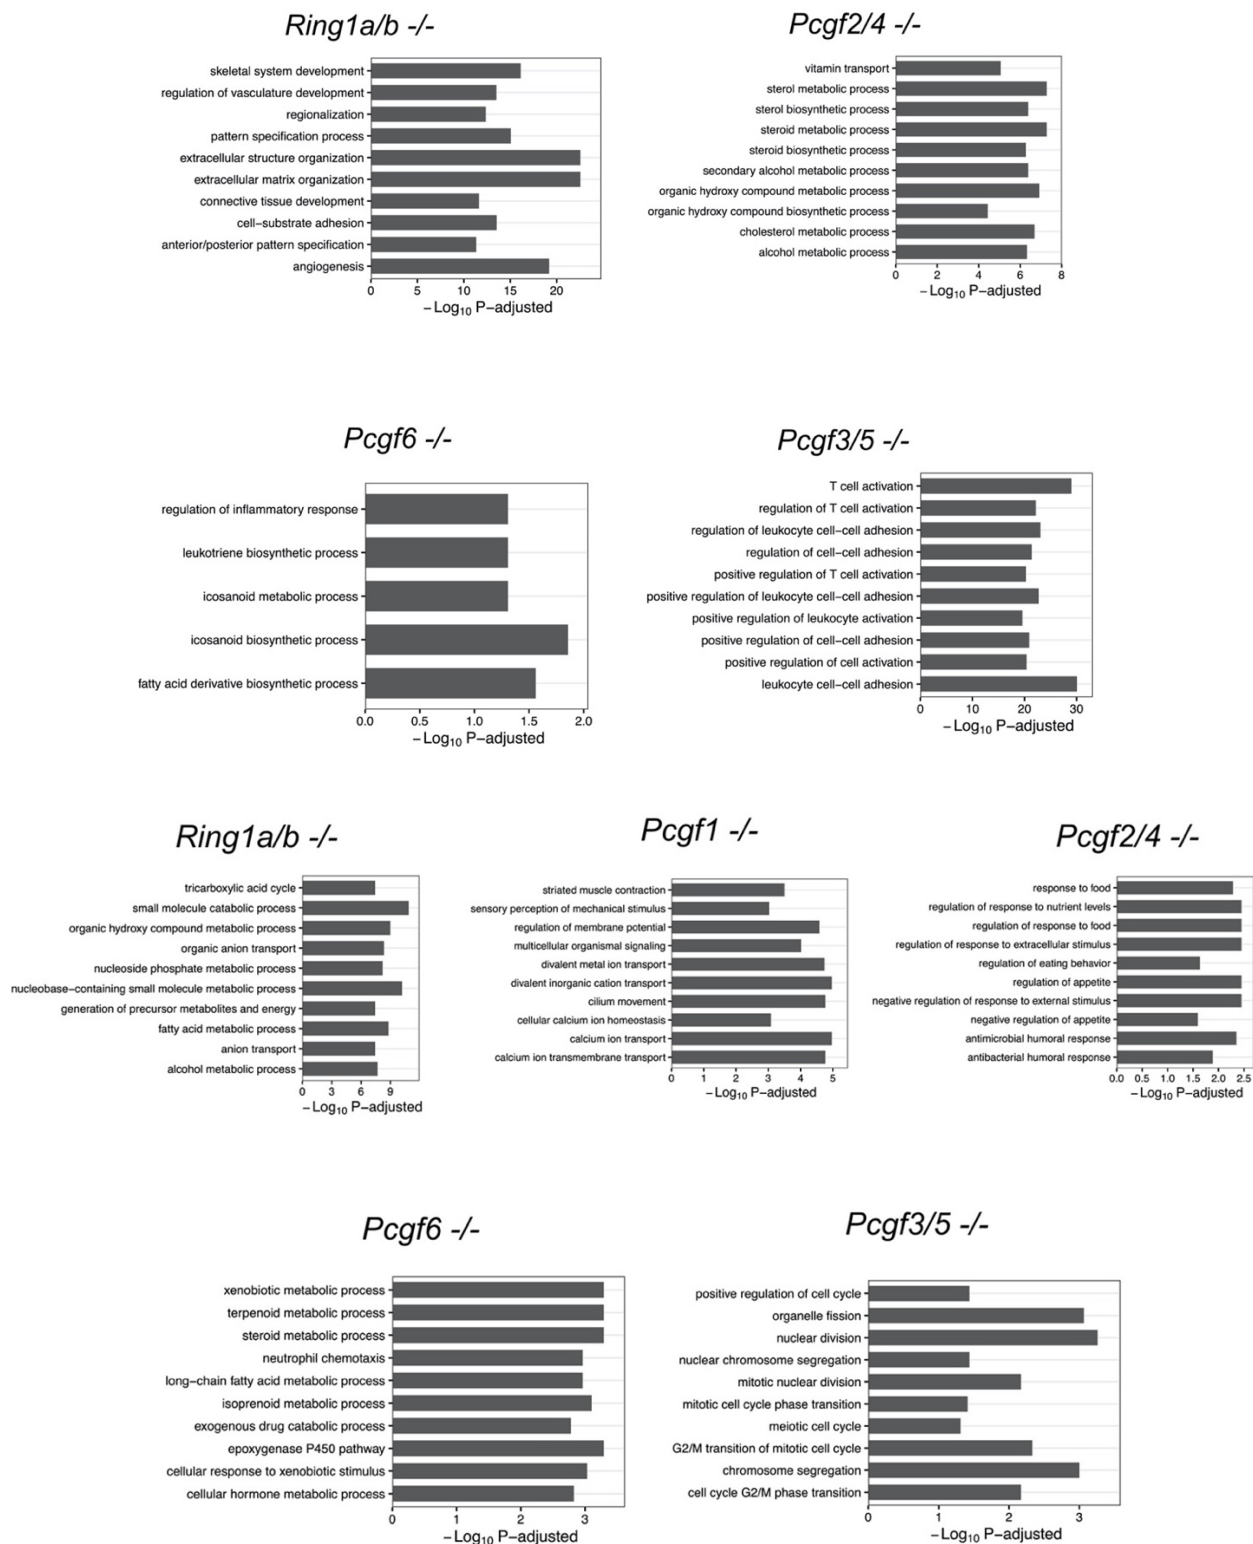 Ring1a/b -/-
skeletal system development
regulation of vasculature development
regionalization
pattern specification process
extracellular structure organization
extracellular matrix organization
connective tissue development
cell−substrate adhesion
anterior/posterior pattern specification
angiogenesis
0 5 10 15 20
−Log10 P−adjusted
Pcgf2/4 -/-
vitamin transport
sterol metabolic process
sterol biosynthetic process
steroid metabolic process
steroid biosynthetic process
secondary alcohol metabolic process
organic hydroxy compound metabolic process
organic hydroxy compound biosynthetic process
cholesterol metabolic process
alcohol metabolic process
0 2 4 6 8
−Log10 P−adjusted
Pcgf6 -/-
regulation of inflammatory response
leukotriene biosynthetic process
icosanoid metabolic process
icosanoid biosynthetic process
fatty acid derivative biosynthetic process
0.0 0.5 1.0 1.5 2.0
−Log10 P−adjusted
Pcgf3/5 -/-
T cell activation
regulation of T cell activation
regulation of leukocyte cell−cell adhesion
regulation of cell−cell adhesion
positive regulation of T cell activation
positive regulation of leukocyte cell−cell adhesion
positive regulation of leukocyte activation
positive regulation of cell−cell adhesion
positive regulation of cell activation
leukocyte cell−cell adhesion
0 10 20 30
−Log10 P−adjusted
Ring1a/b -/-
tricarboxylic acid cycle
small molecule catabolic process
organic hydroxy compound metabolic process
organic anion transport
nucleoside phosphate metabolic process
nucleobase−containing small molecule metabolic process
generation of precursor metabolites and energy
fatty acid metabolic process
anion transport
alcohol metabolic process
0 3 6 9
−Log10 P−adjusted
Pcgf1 -/-
striated muscle contraction
sensory perception of mechanical stimulus
regulation of membrane potential
multicellular organismal signaling
divalent metal ion transport
divalent inorganic cation transport
cilium movement
cellular calcium ion homeostasis
calcium ion transport
calcium ion transmembrane transport
0 1 2 3 4 5
−Log10 P−adjusted
Pcgf2/4 -/-
response to food
regulation of response to nutrient levels
regulation of response to food
regulation of response to extracellular stimulus
regulation of eating behavior
regulation of appetite
negative regulation of response to external stimulus
negative regulation of appetite
antimicrobial humoral response
antibacterial humoral response
0.0 0.5 1.0 1.5 2.0 2.5
−Log10 P−adjusted
Pcgf6 -/-
xenobiotic metabolic process
terpenoid metabolic process
steroid metabolic process
neutrophil chemotaxis
long−chain fatty acid metabolic process
isoprenoid metabolic process
exogenous drug catabolic process
epoxygenase P450 pathway
cellular response to xenobiotic stimulus
cellular hormone metabolic process
0 1 2 3
−Log10 P−adjusted
Pcgf3/5 -/-
positive regulation of cell cycle
organelle fission
nuclear division
nuclear chromosome segregation
mitotic nuclear division
mitotic cell cycle phase transition
meiotic cell cycle
G2/M transition of mitotic cell cycle
chromosome segregation
cell cycle G2/M phase transition
0 1 2 3
−Log10 P−adjusted